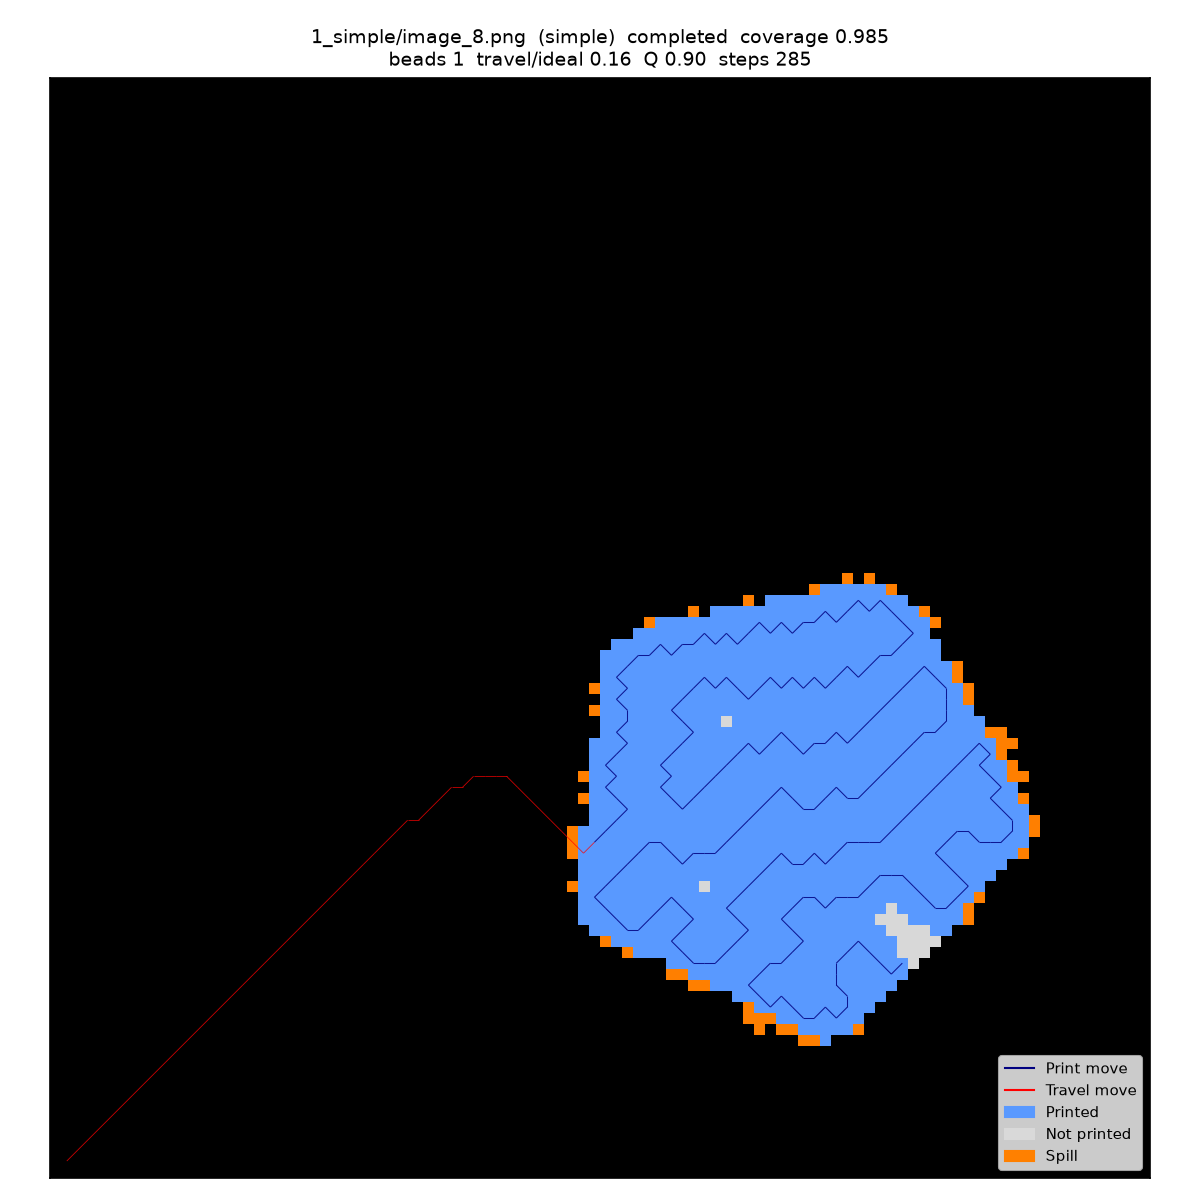 1_simple/image_8.png  (simple)  completed  coverage 0.985
beads 1  travel/ideal 0.16  Q 0.90  steps 285
Print move
Travel move
Printed
Not printed
Spill